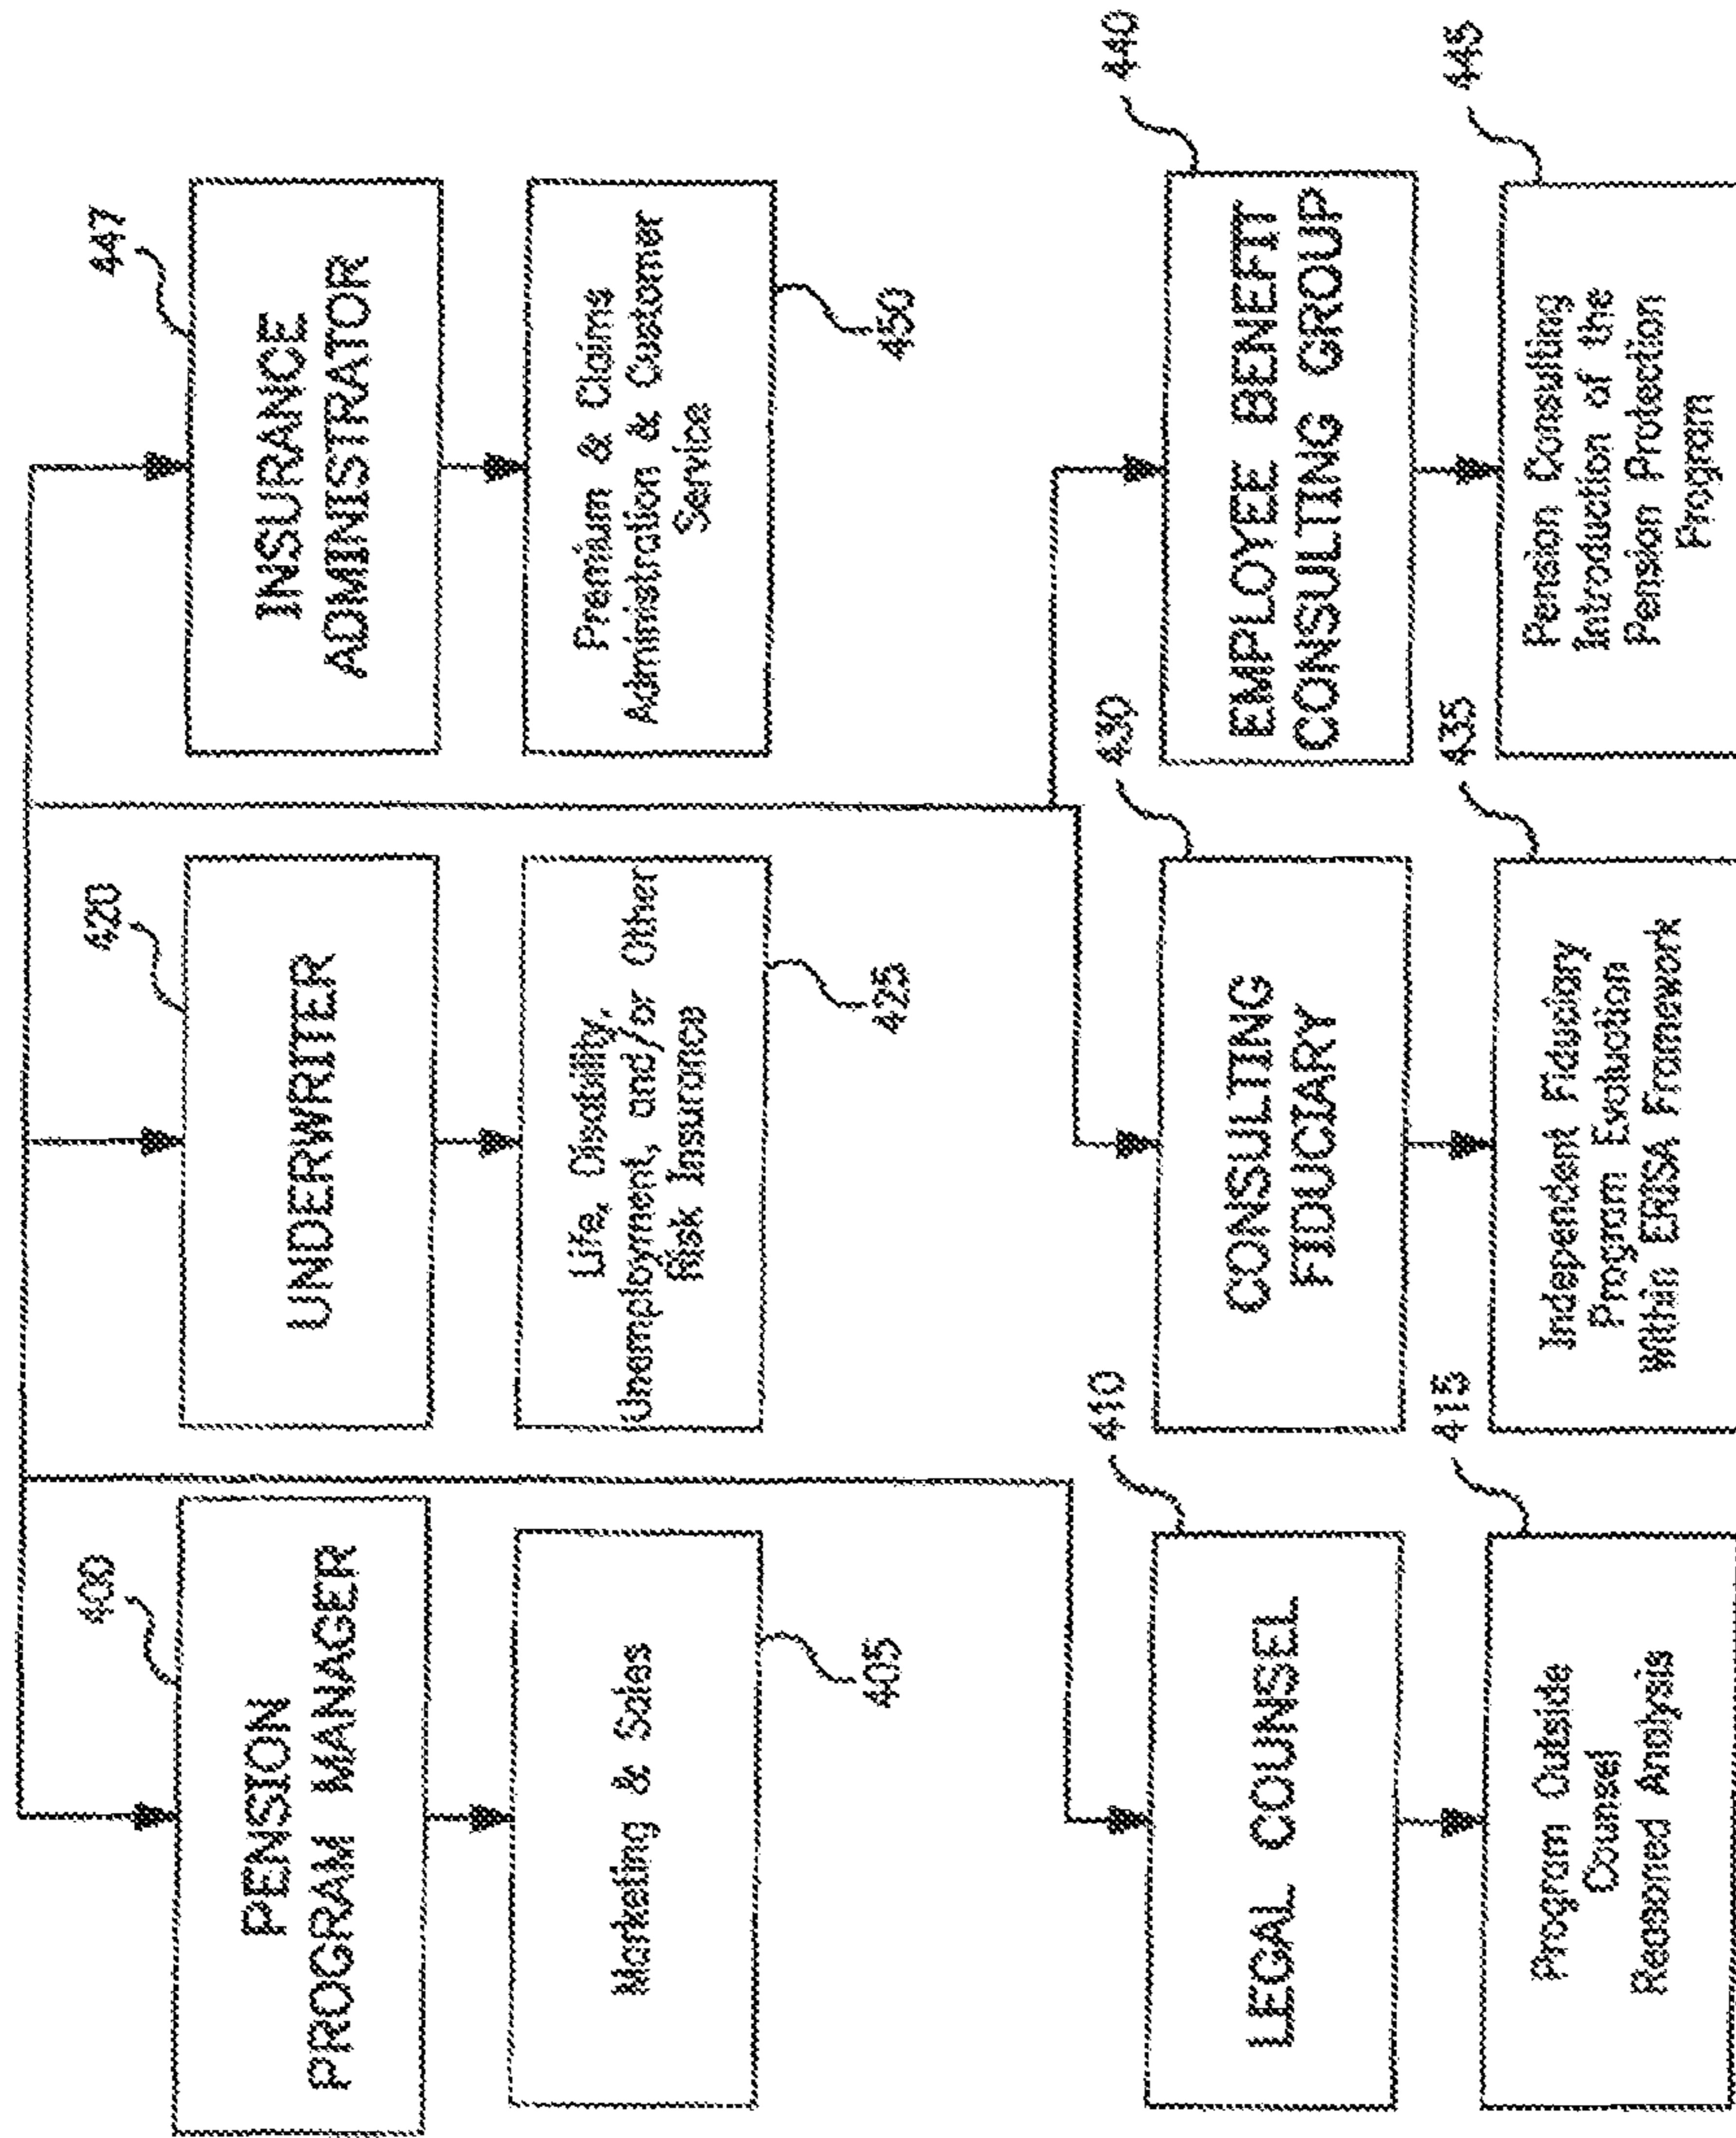 400
PENSION
PROGRAM MANAGER
Marketing & Sales
405
420
UNDERWRITER
Life, Disability,
Unemployment, and/or Other
Risk Insurance
425
447
INSURANCE
ADMINISTRATOR
Premium & Claims
Administration & Customer
Service
450
410
LEGAL COUNSEL
415
Program Outside
Counsel
Reasoned Analysis
430
CONSULTING
FIDUCIARY
435
Independent Fiduciary
Program Evaluation
Within ERISA Framework
440
EMPLOYEE BENEFIT
CONSULTING GROUP
445
Pension Consulting
Introduction of the
Pension Protection
Program